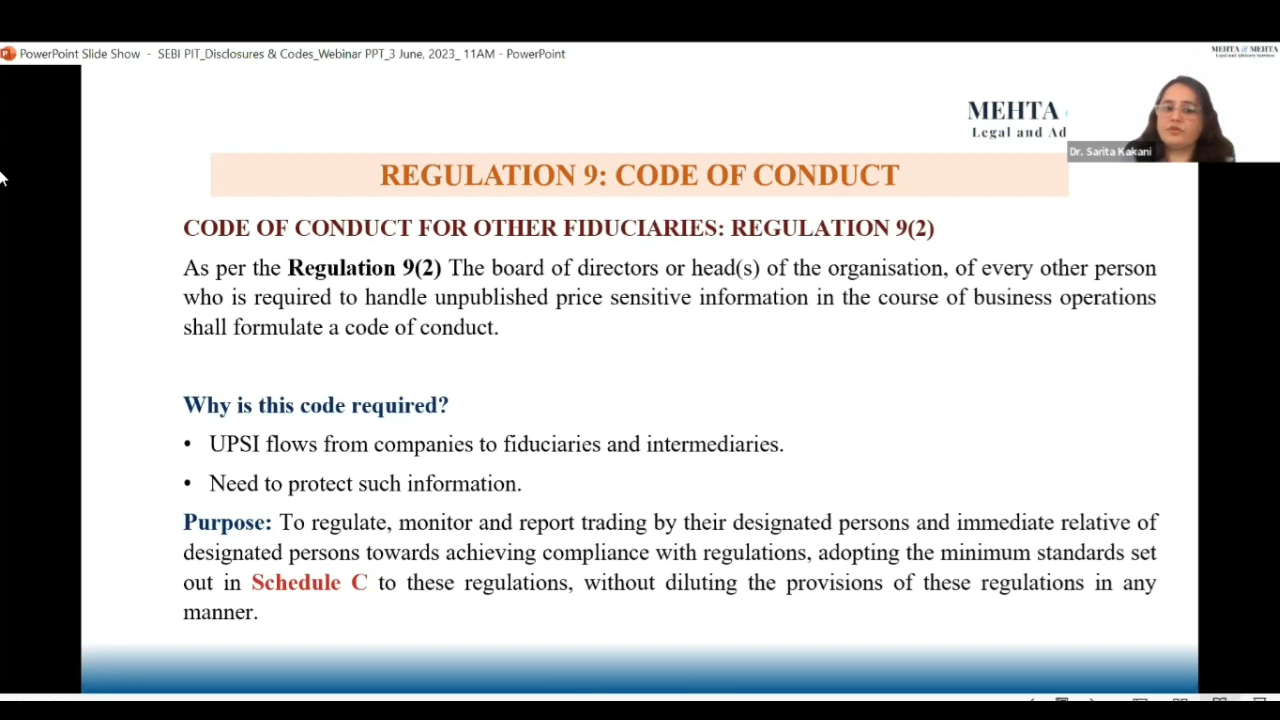 PowerPoint Slide Show - SEBI PIT_Disclosures & Codes_Webinar PPT_3 June, 2023_ 11AM - PowerPoint
MEHTA & MEHTA
Legal and Advisory Services
MEHTA
Legal and Ad
Dr. Sarita Kakani
REGULATION 9: CODE OF CONDUCT
CODE OF CONDUCT FOR OTHER FIDUCIARIES: REGULATION 9(2)
As per the Regulation 9(2) The board of directors or head(s) of the organisation, of every other person
who is required to handle unpublished price sensitive information in the course of business operations
shall formulate a code of conduct.
Why is this code required?
• UPSI flows from companies to fiduciaries and intermediaries.
• Need to protect such information.
Purpose: To regulate, monitor and report trading by their designated persons and immediate relative of
designated persons towards achieving compliance with regulations, adopting the minimum standards set
out in Schedule C to these regulations, without diluting the provisions of these regulations in any
manner.